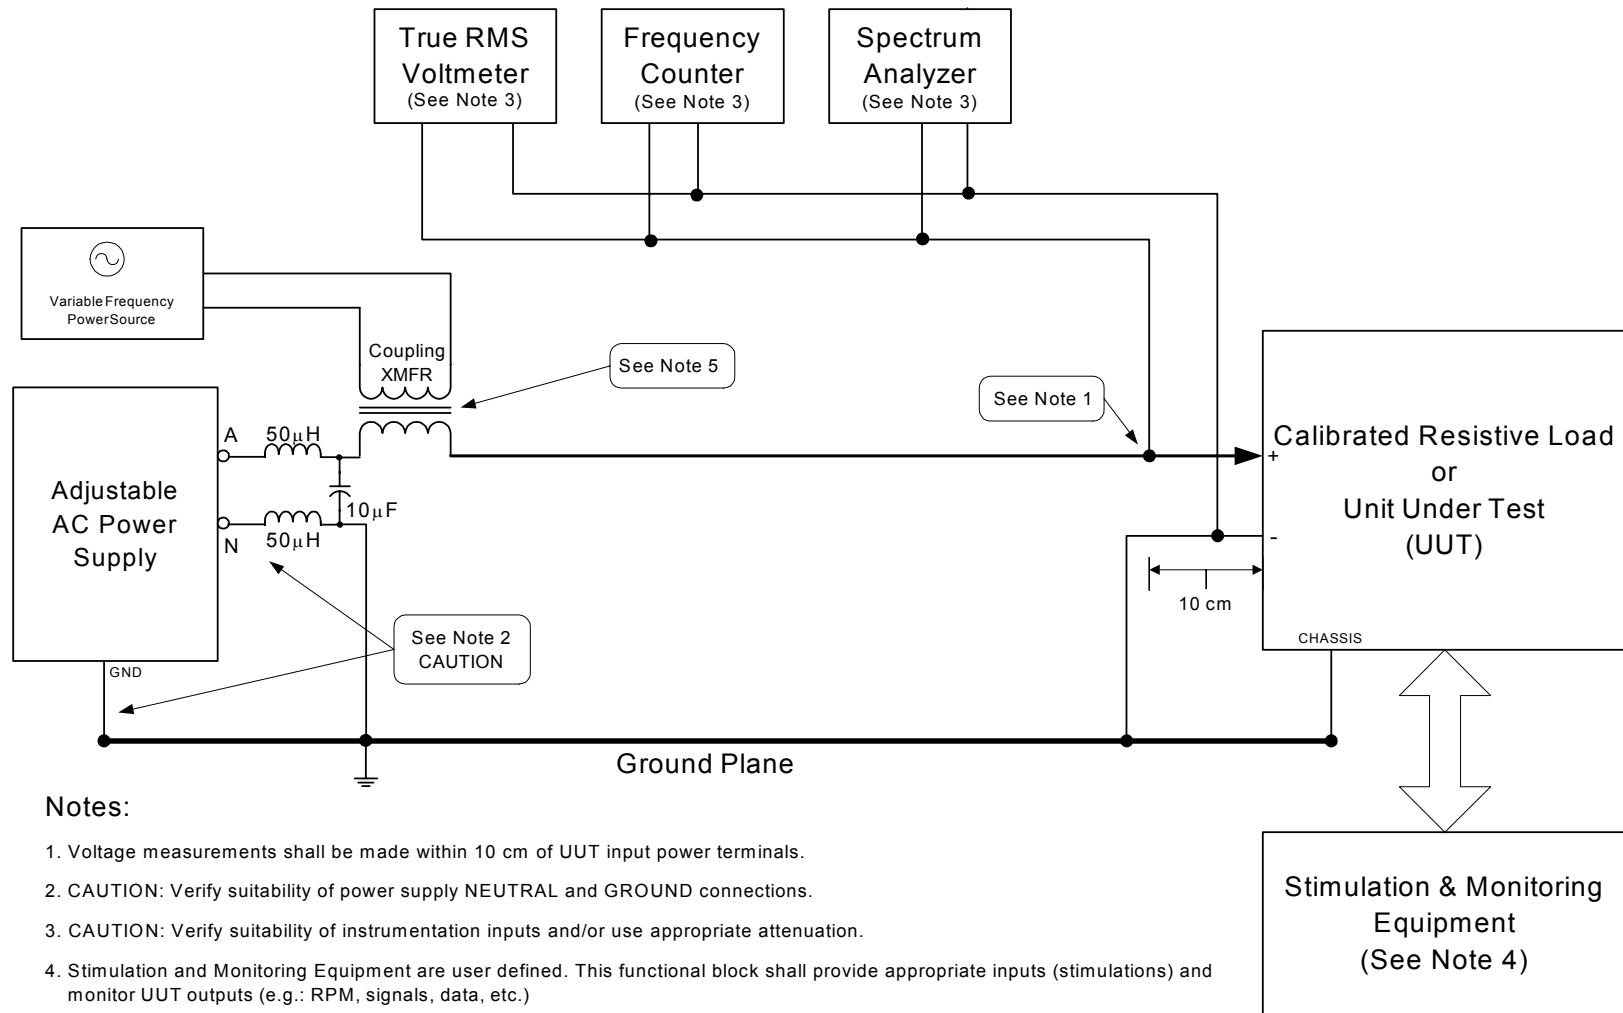 True RMS
Voltmeter
(See Note 3)
Frequency
Counter
(See Note 3)
Spectrum
Analyzer
(See Note 3)
Variable Frequency
Power Source
Coupling
XMFR
See Note 5
See Note 1
Adjustable
AC Power
Supply
A
50μH
10μF
N
50μH
GND
See Note 2
CAUTION
Calibrated Resistive Load
or
Unit Under Test
(UUT)
+
-
10 cm
CHASSIS
Ground Plane
Stimulation & Monitoring
Equipment
(See Note 4)
Notes:
1. Voltage measurements shall be made within 10 cm of UUT input power terminals.
2. CAUTION: Verify suitability of power supply NEUTRAL and GROUND connections.
3. CAUTION: Verify suitability of instrumentation inputs and/or use appropriate attenuation.
4. Stimulation and Monitoring Equipment are user defined. This functional block shall provide appropriate inputs (stimulations) and
monitor UUT outputs (e.g.: RPM, signals, data, etc.)